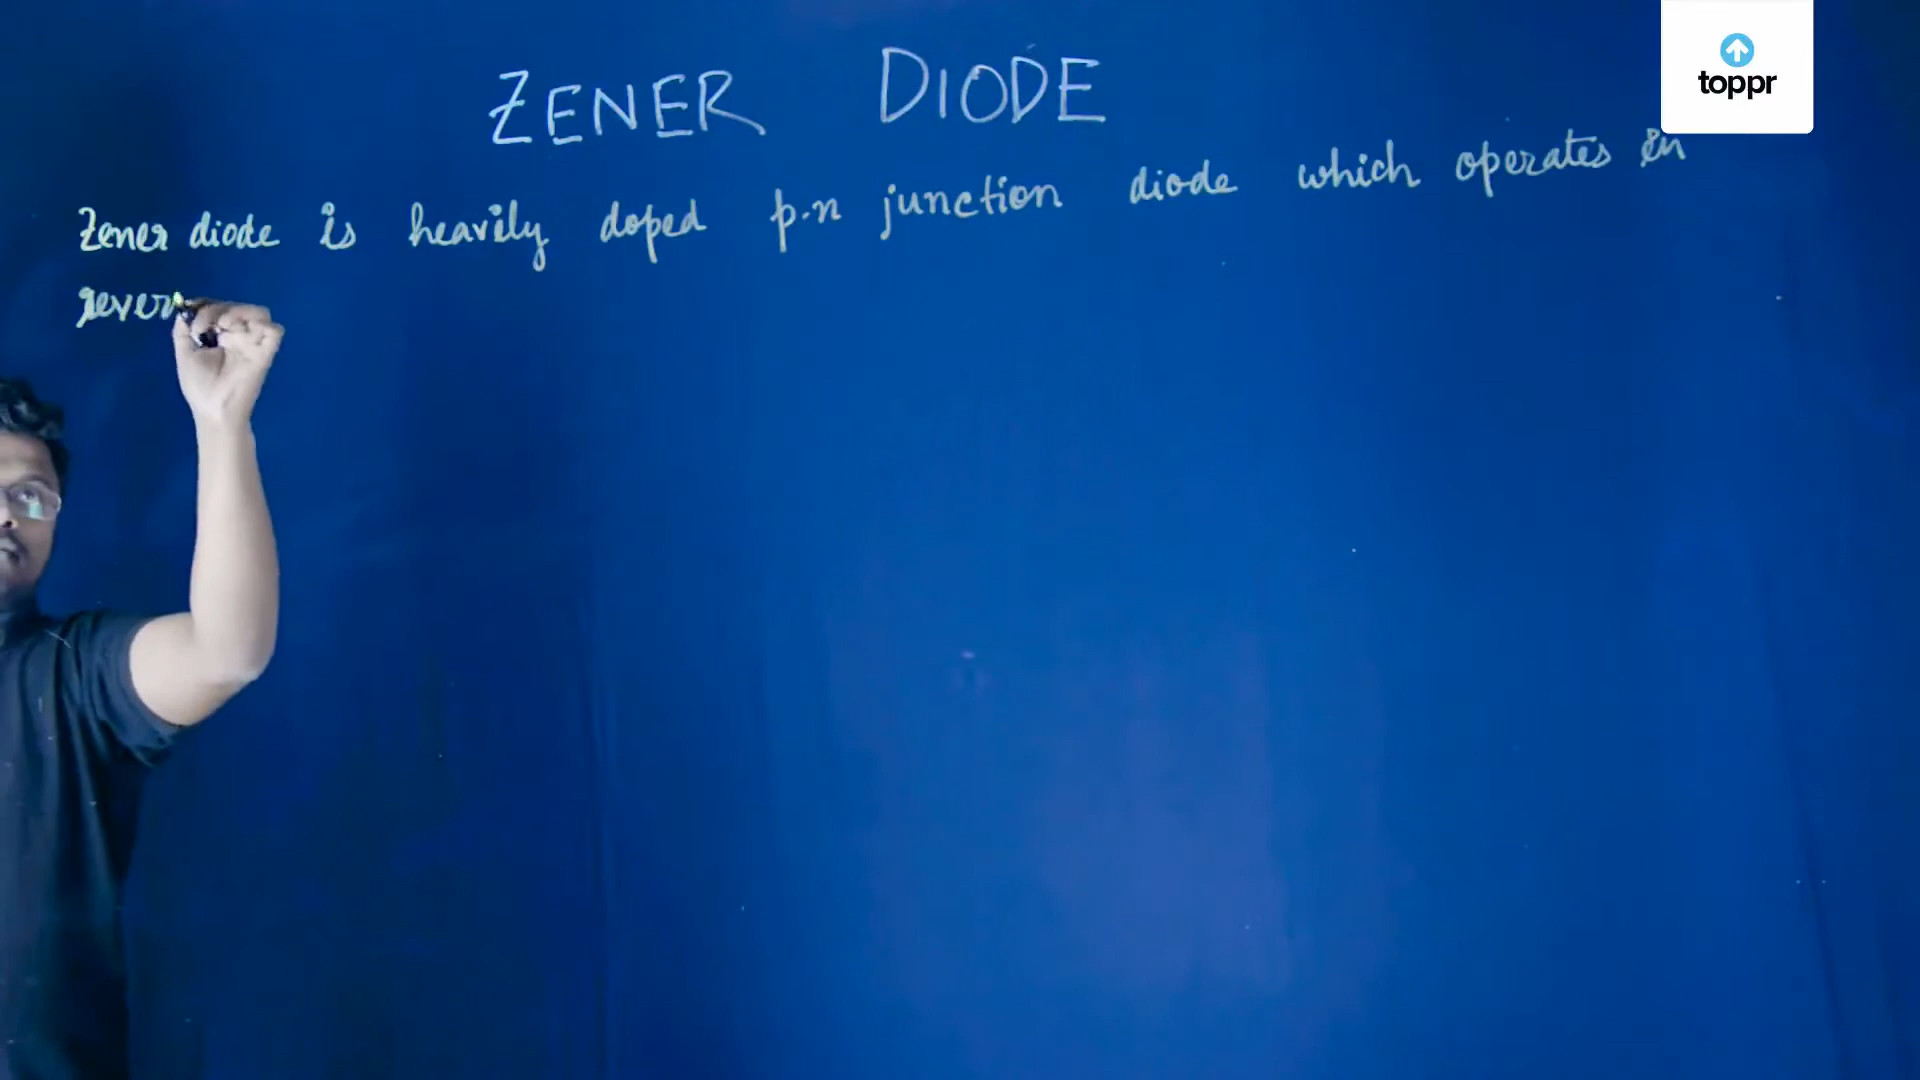 toppr
ZENER DIODE
Zener diode is heavily doped p-n junction diode which operates in
rever